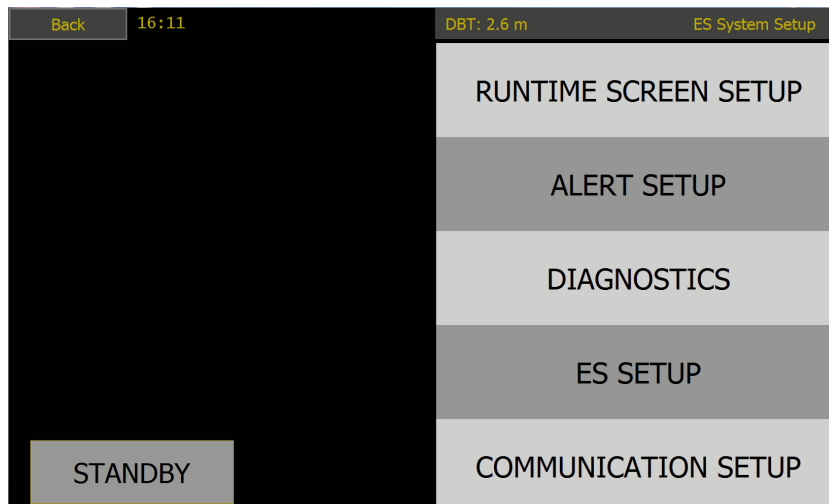 Back
16:11
DBT: 2.6 m
ES System Setup
RUNTIME SCREEN SETUP
ALERT SETUP
DIAGNOSTICS
ES SETUP
COMMUNICATION SETUP
STANDBY